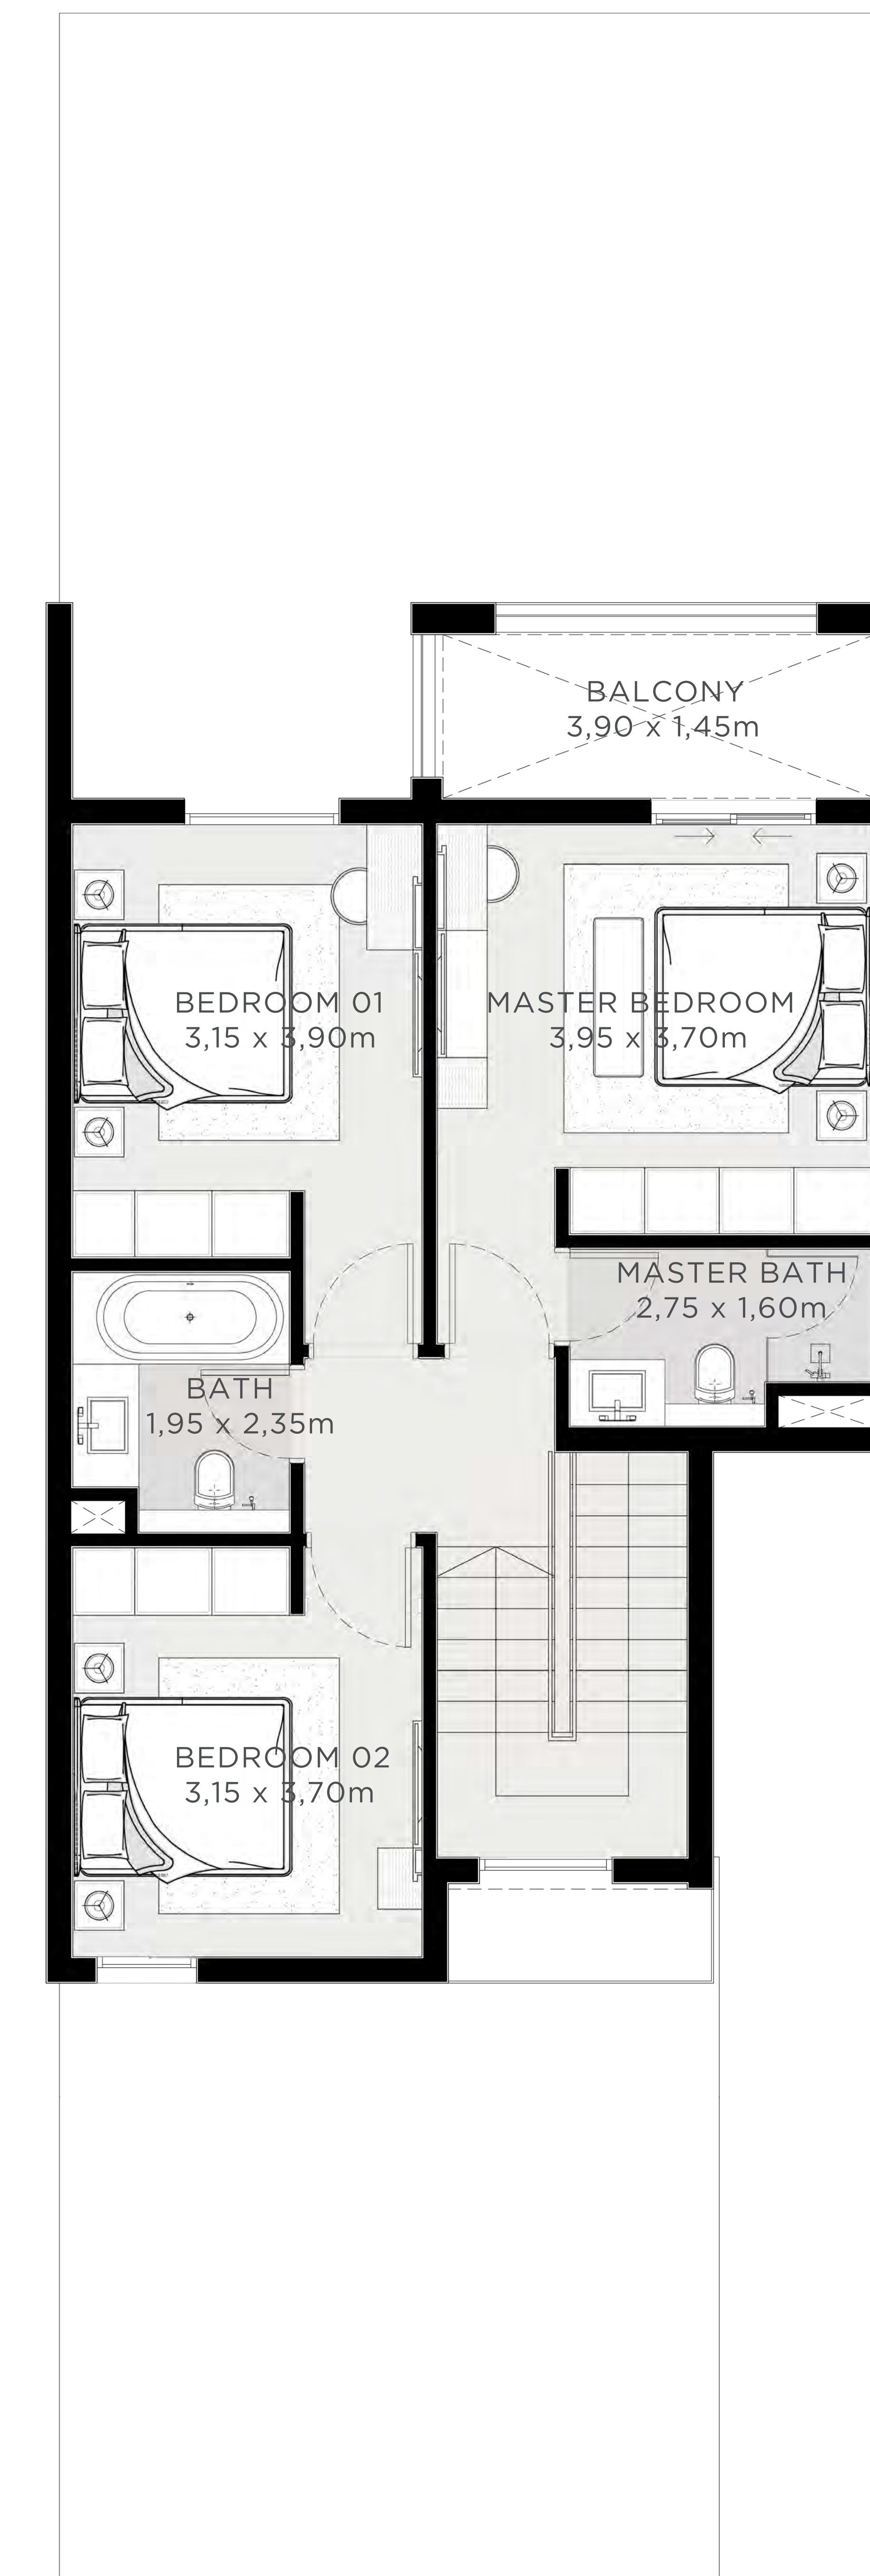 BALCONY
3,90 x 1,45m
BEDROOM 01
3,15 x 3,90m
MASTER BEDROOM
3,95 x 3,70m
MASTER BATH
2,75 x 1,60m
BATH
1,95 x 2,35m
BEDROOM 02
3,15 x 3,70m